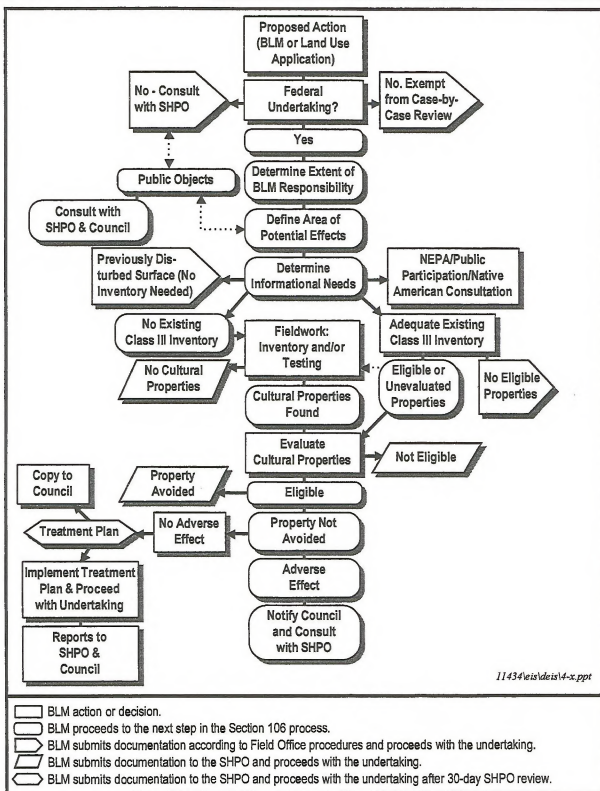 Proposed Action
(BLM or Land Use
Application)
No - Consult
with SHPO
Federal
Undertaking?
No. Exempt
from Case-by-
Case Review
Yes
Public Objects
Determine Extent of
BLM Responsibility
Consult with
SHPO & Council
Define Area of
Potential Effects
Previously Dis-
turbed Surface (No
Inventory Needed)
Determine
Informational Needs
NEPA/Public
Participation/Native
American Consultation
No Existing
Class III Inventory
Fieldwork:
Inventory and/or
Testing
Adequate Existing
Class III Inventory
No Cultural
Properties
Eligible or
Unevaluated
Properties
No Eligible
Properties
Cultural Properties
Found
Evaluate
Cultural Properties
Not Eligible
Copy to
Council
Property
Avoided
Eligible
Treatment Plan
No Adverse
Effect
Property Not
Avoided
Implement Treatment
Plan & Proceed
with Undertaking
Adverse
Effect
Reports to
SHPO &
Council
Notify Council
and Consult
with SHPO
11434\eis\deis\4-x.ppt
BLM action or decision.
BLM proceeds to the next step in the Section 106 process.
BLM submits documentation according to Field Office procedures and proceeds with the undertaking.
BLM submits documentation to the SHPO and proceeds with the undertaking.
BLM submits documentation to the SHPO and proceeds with the undertaking after 30-day SHPO review.